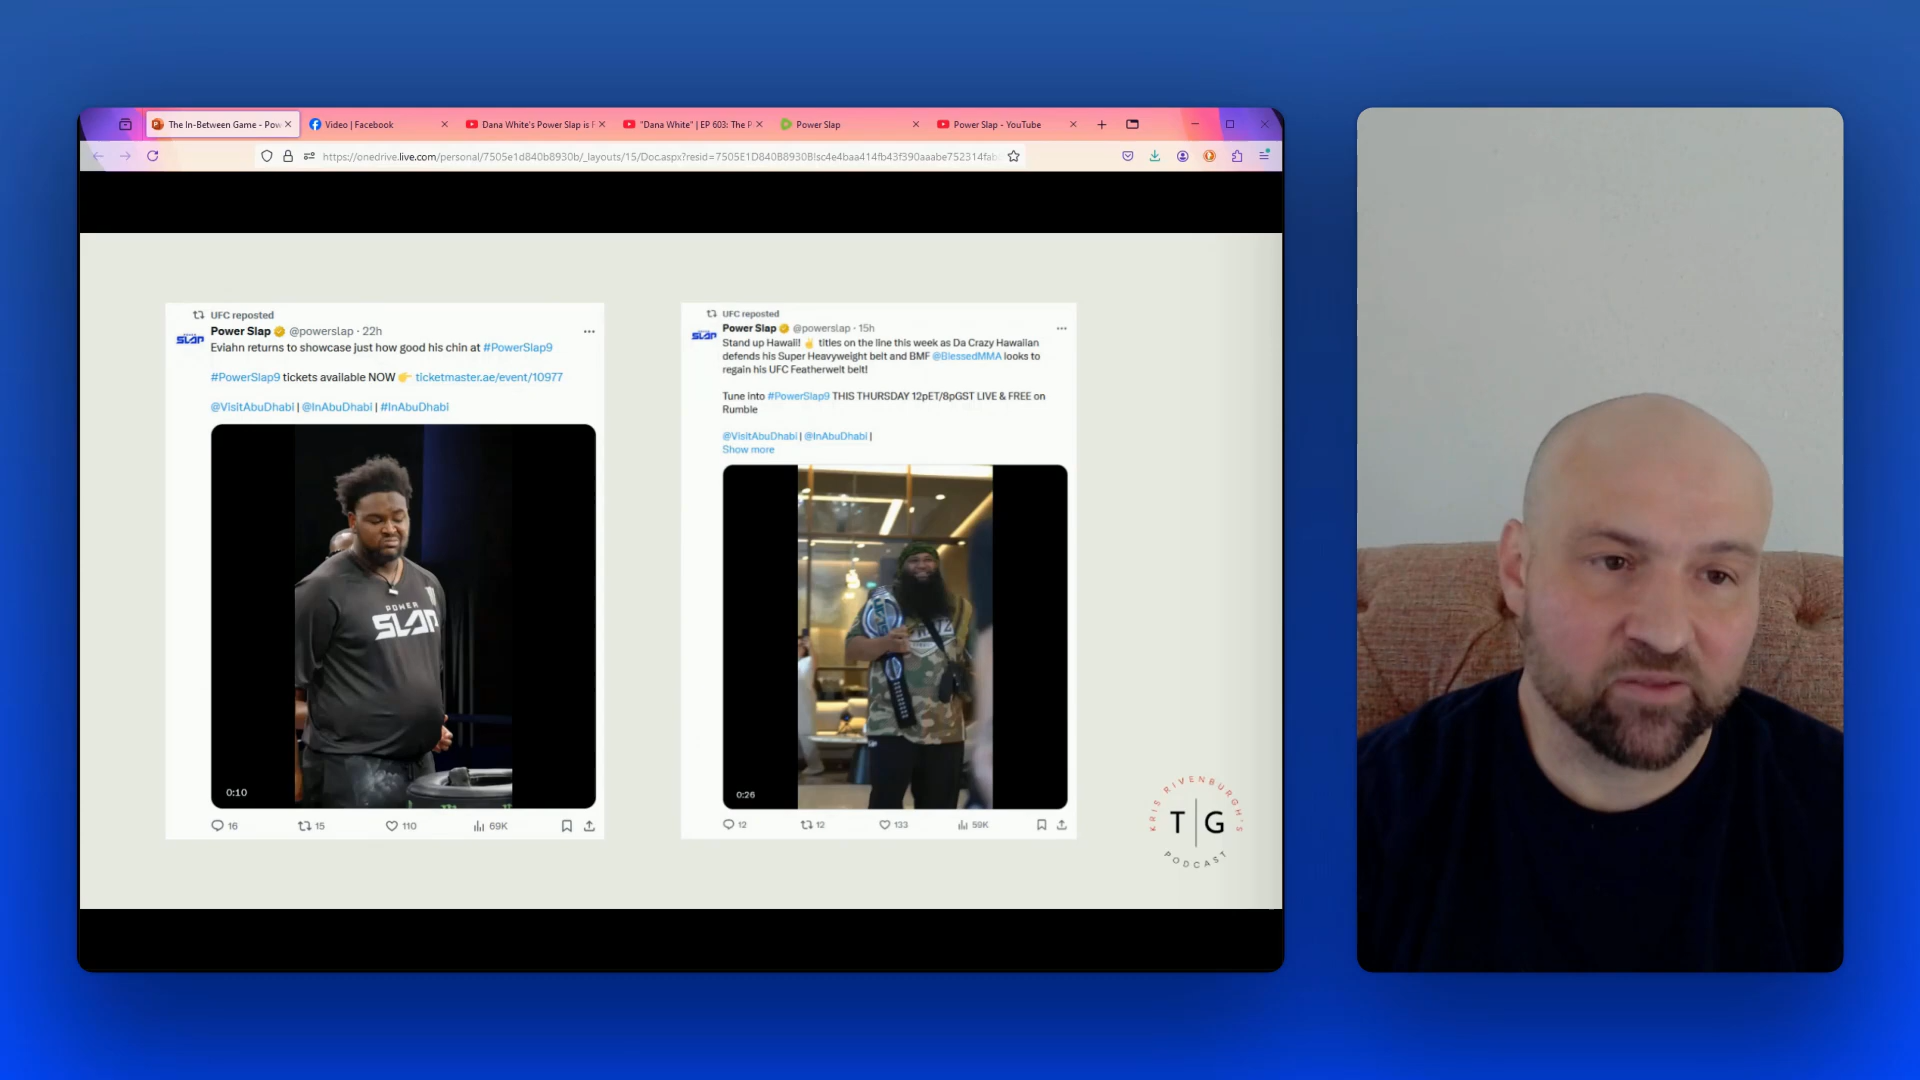 The In-Between Game - Pow
Video | Facebook
Dana White's Power Slap is F
"Dana White" | EP 603: The P
Power Slap
Power Slap - YouTube
https://onedrive.live.com/personal/7505e1d840b8930b/_layouts/15/Doc.aspx?resid=7505E1D840B8930B!sc4e4baa414fb43f390aaabe752314fab
UFC reposted
SLAP
Power Slap @powerslap · 22h
Eviahn returns to showcase just how good his chin at #PowerSlap9
#PowerSlap9 tickets available NOW 👉 ticketmaster.ae/event/10977
@VisitAbuDhabi | @InAbuDhabi | #InAbuDhabi
POWER
SLAP
0:10
16 15 110 69K
UFC reposted
SLAP
Power Slap @powerslap · 15h
Stand up Hawaii! ✌ titles on the line this week as Da Crazy Hawaiian
defends his Super Heavyweight belt and BMF @BlessedMMA looks to
regain his UFC Featherwelt belt!
Tune into #PowerSlap9 THIS THURSDAY 12pET/8pGST LIVE & FREE on
Rumble
@VisitAbuDhabi | @InAbuDhabi |
Show more
0:26
12 12 133 59K
KRIS RIVENBURGH'S
T | G
PODCAST